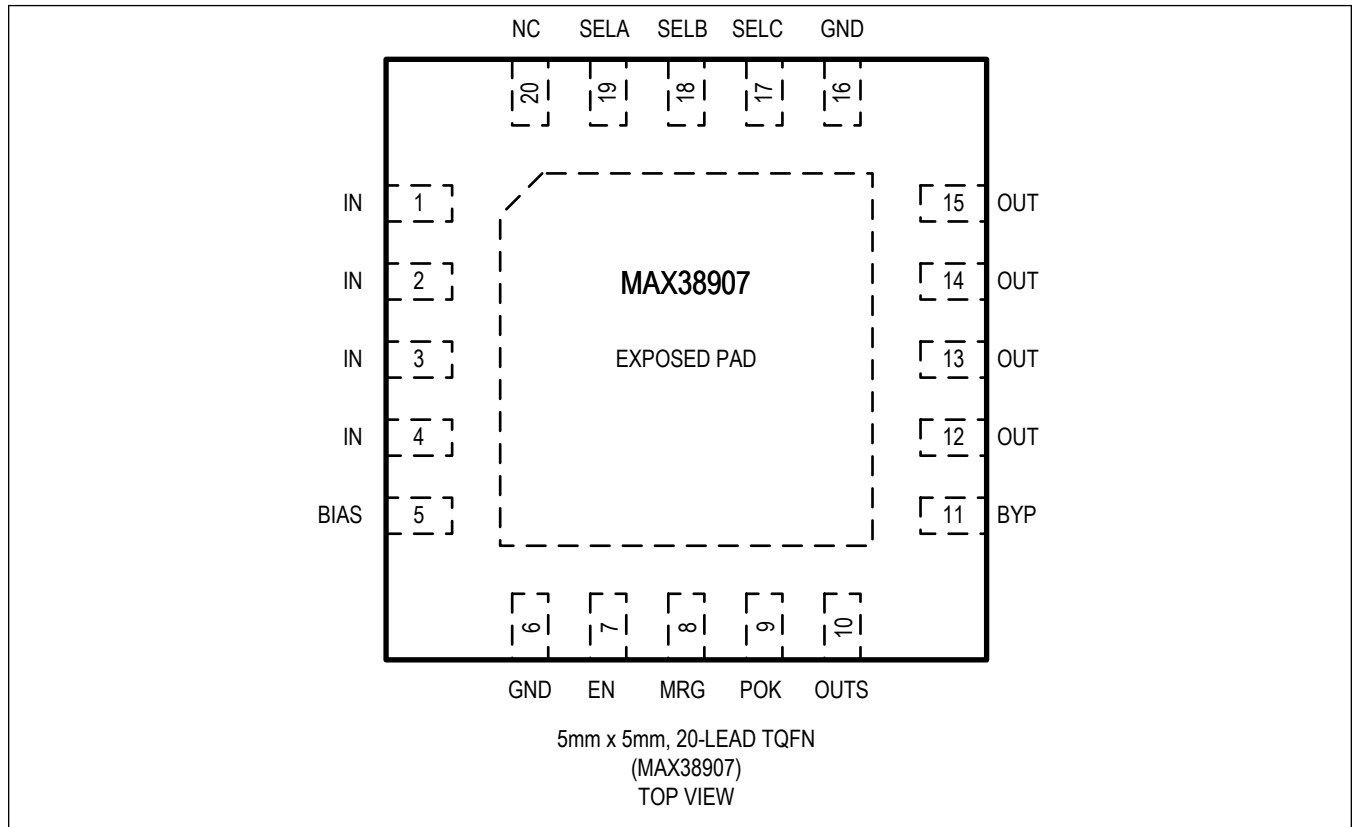 NC SELA SELB SELC GND
20 19 18 17 16
IN 1 15 OUT
IN 2 MAX38907 14 OUT
IN 3 EXPOSED PAD 13 OUT
IN 4 12 OUT
BIAS 5 11 BYP
6 7 8 9 10
GND EN MRG POK OUTS
5mm x 5mm, 20-LEAD TQFN
(MAX38907)
TOP VIEW